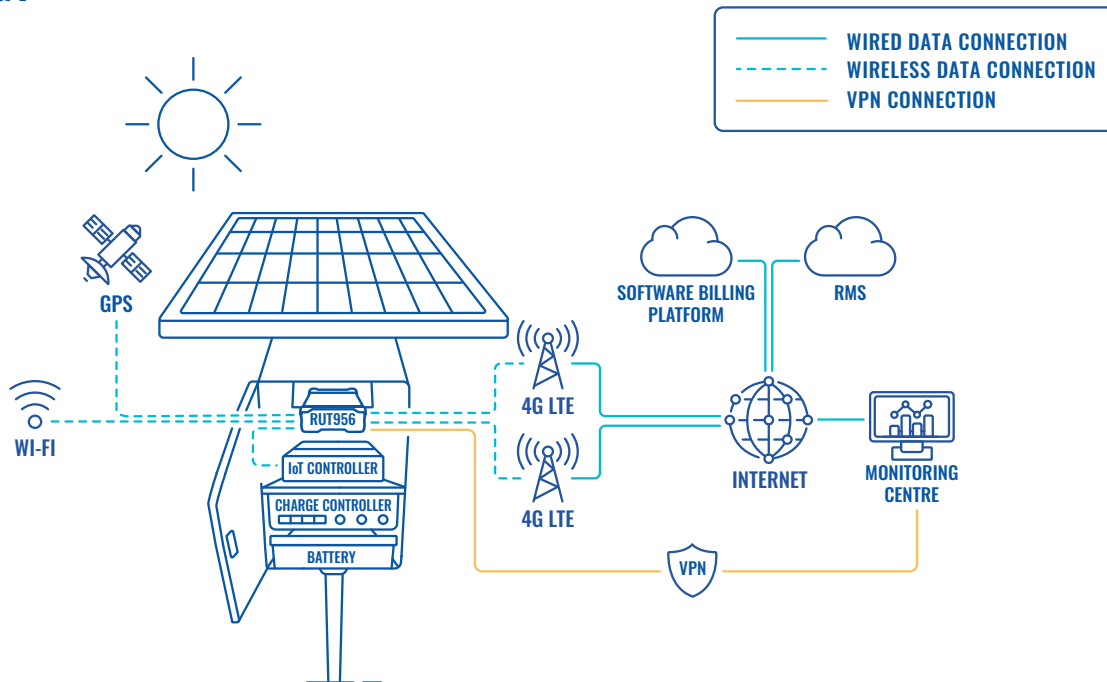 WIRED DATA CONNECTION
WIRELESS DATA CONNECTION
VPN CONNECTION
GPS
WI-FI
RUT956
IoT CONTROLLER
CHARGE CONTROLLER
BATTERY
4G LTE
4G LTE
SOFTWARE BILLING
PLATFORM
RMS
INTERNET
MONITORING
CENTRE
VPN